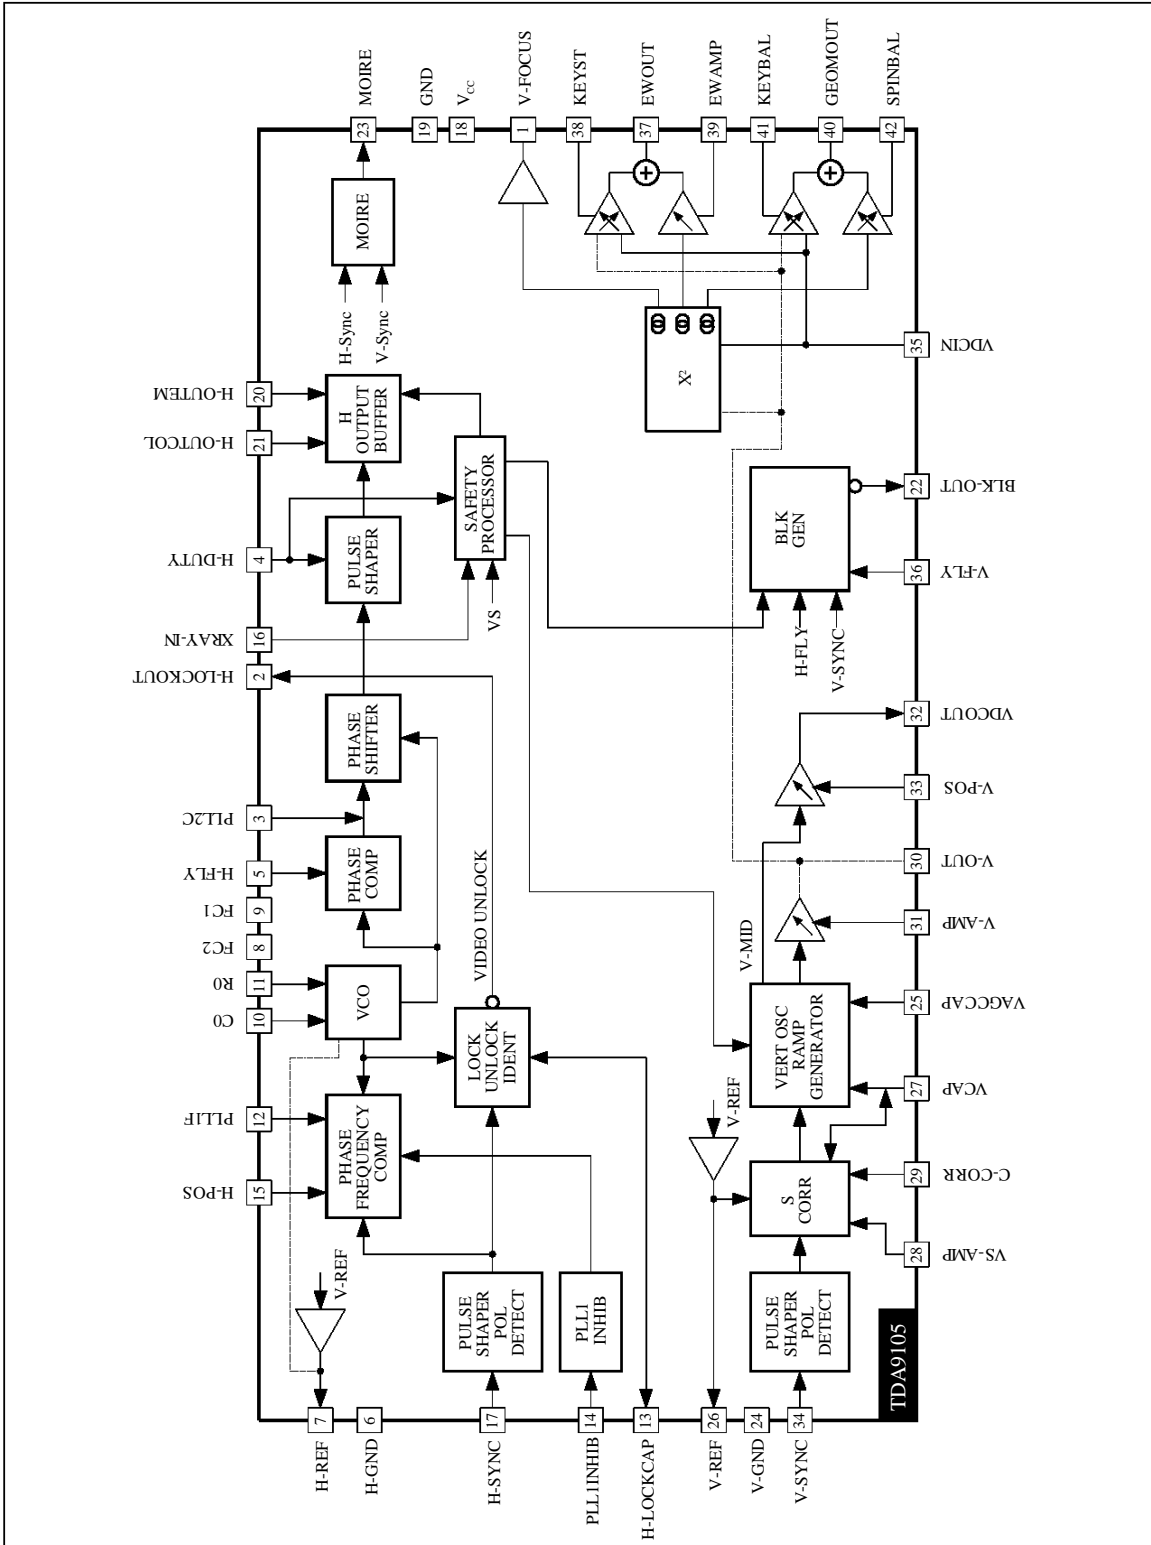 MOIRE
GND
VCC
V-FOCUS
KEYST
EWOUT
EWAMP
KEYBAL
GEOMOUT
SPINBAL
23
19
18
1
38
37
39
41
40
42
MOIRE
H-Sync
V-Sync
X²
H-OUTEM
20
H-OUTCOL
21
H-DUTY
4
XRAY-IN
16
H-LOCKOUT
2
PLL2C
3
H-FLY
5
FC1
9
FC2
8
R0
11
C0
10
PLL1F
12
H-POS
15
H
OUTPUT
BUFFER
PULSE
SHAPER
SAFETY
PROCESSOR
VS
PHASE
SHIFTER
PHASE
COMP
VCO
VIDEO UNLOCK
LOCK
UNLOCK
IDENT
PHASE
FREQUENCY
COMP
V-REF
PULSE
SHAPER
POL
DETECT
PLL1
INHIB
BLK
GEN
H-FLY
V-SYNC
V-MID
VERT OSC
RAMP
GENERATOR
V-REF
S
CORR
PULSE
SHAPER
POL
DETECT
35
VDCIN
22
BLK-OUT
36
V-FLY
32
VDCOUT
33
V-POS
30
V-OUT
31
V-AMP
25
VAGCCAP
27
VCAP
29
C-CORR
28
VS-AMP
TDA9105
7
6
17
14
13
26
24
34
H-REF
H-GND
H-SYNC
PLL1INHIB
H-LOCKCAP
V-REF
V-GND
V-SYNC